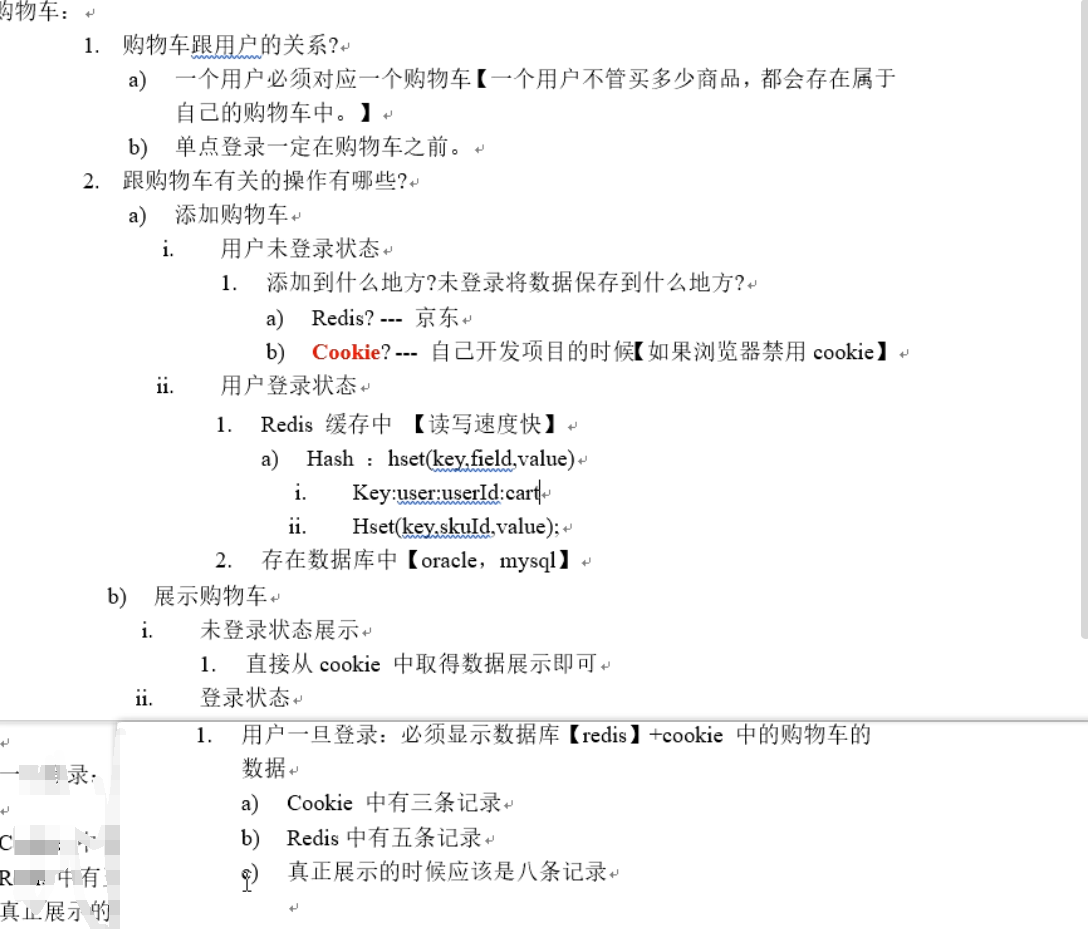 购物车：
1. 购物车跟用户的关系?
a) 一个用户必须对应一个购物车【一个用户不管买多少商品，都会存在属于
自己的购物车中。】
b) 单点登录一定在购物车之前。
2. 跟购物车有关的操作有哪些?
a) 添加购物车
i. 用户未登录状态
1. 添加到什么地方?未登录将数据保存到什么地方?
a) Redis? --- 京东
b) Cookie? --- 自己开发项目的时候【如果浏览器禁用 cookie】
ii. 用户登录状态
1. Redis 缓存中 【读写速度快】
a) Hash ：hset(key,field,value)
i. Key:user:userId:cart
ii. Hset(key,skuId,value);
2. 存在数据库中【oracle，mysql】
b) 展示购物车
i. 未登录状态展示
1. 直接从 cookie 中取得数据展示即可
ii. 登录状态
1. 用户一旦登录：必须显示数据库【redis】+cookie 中的购物车的
数据
a) Cookie 中有三条记录
b) Redis 中有五条记录
c) 真正展示的时候应该是八条记录
一 录：
C 中
R 中有
真正展示的